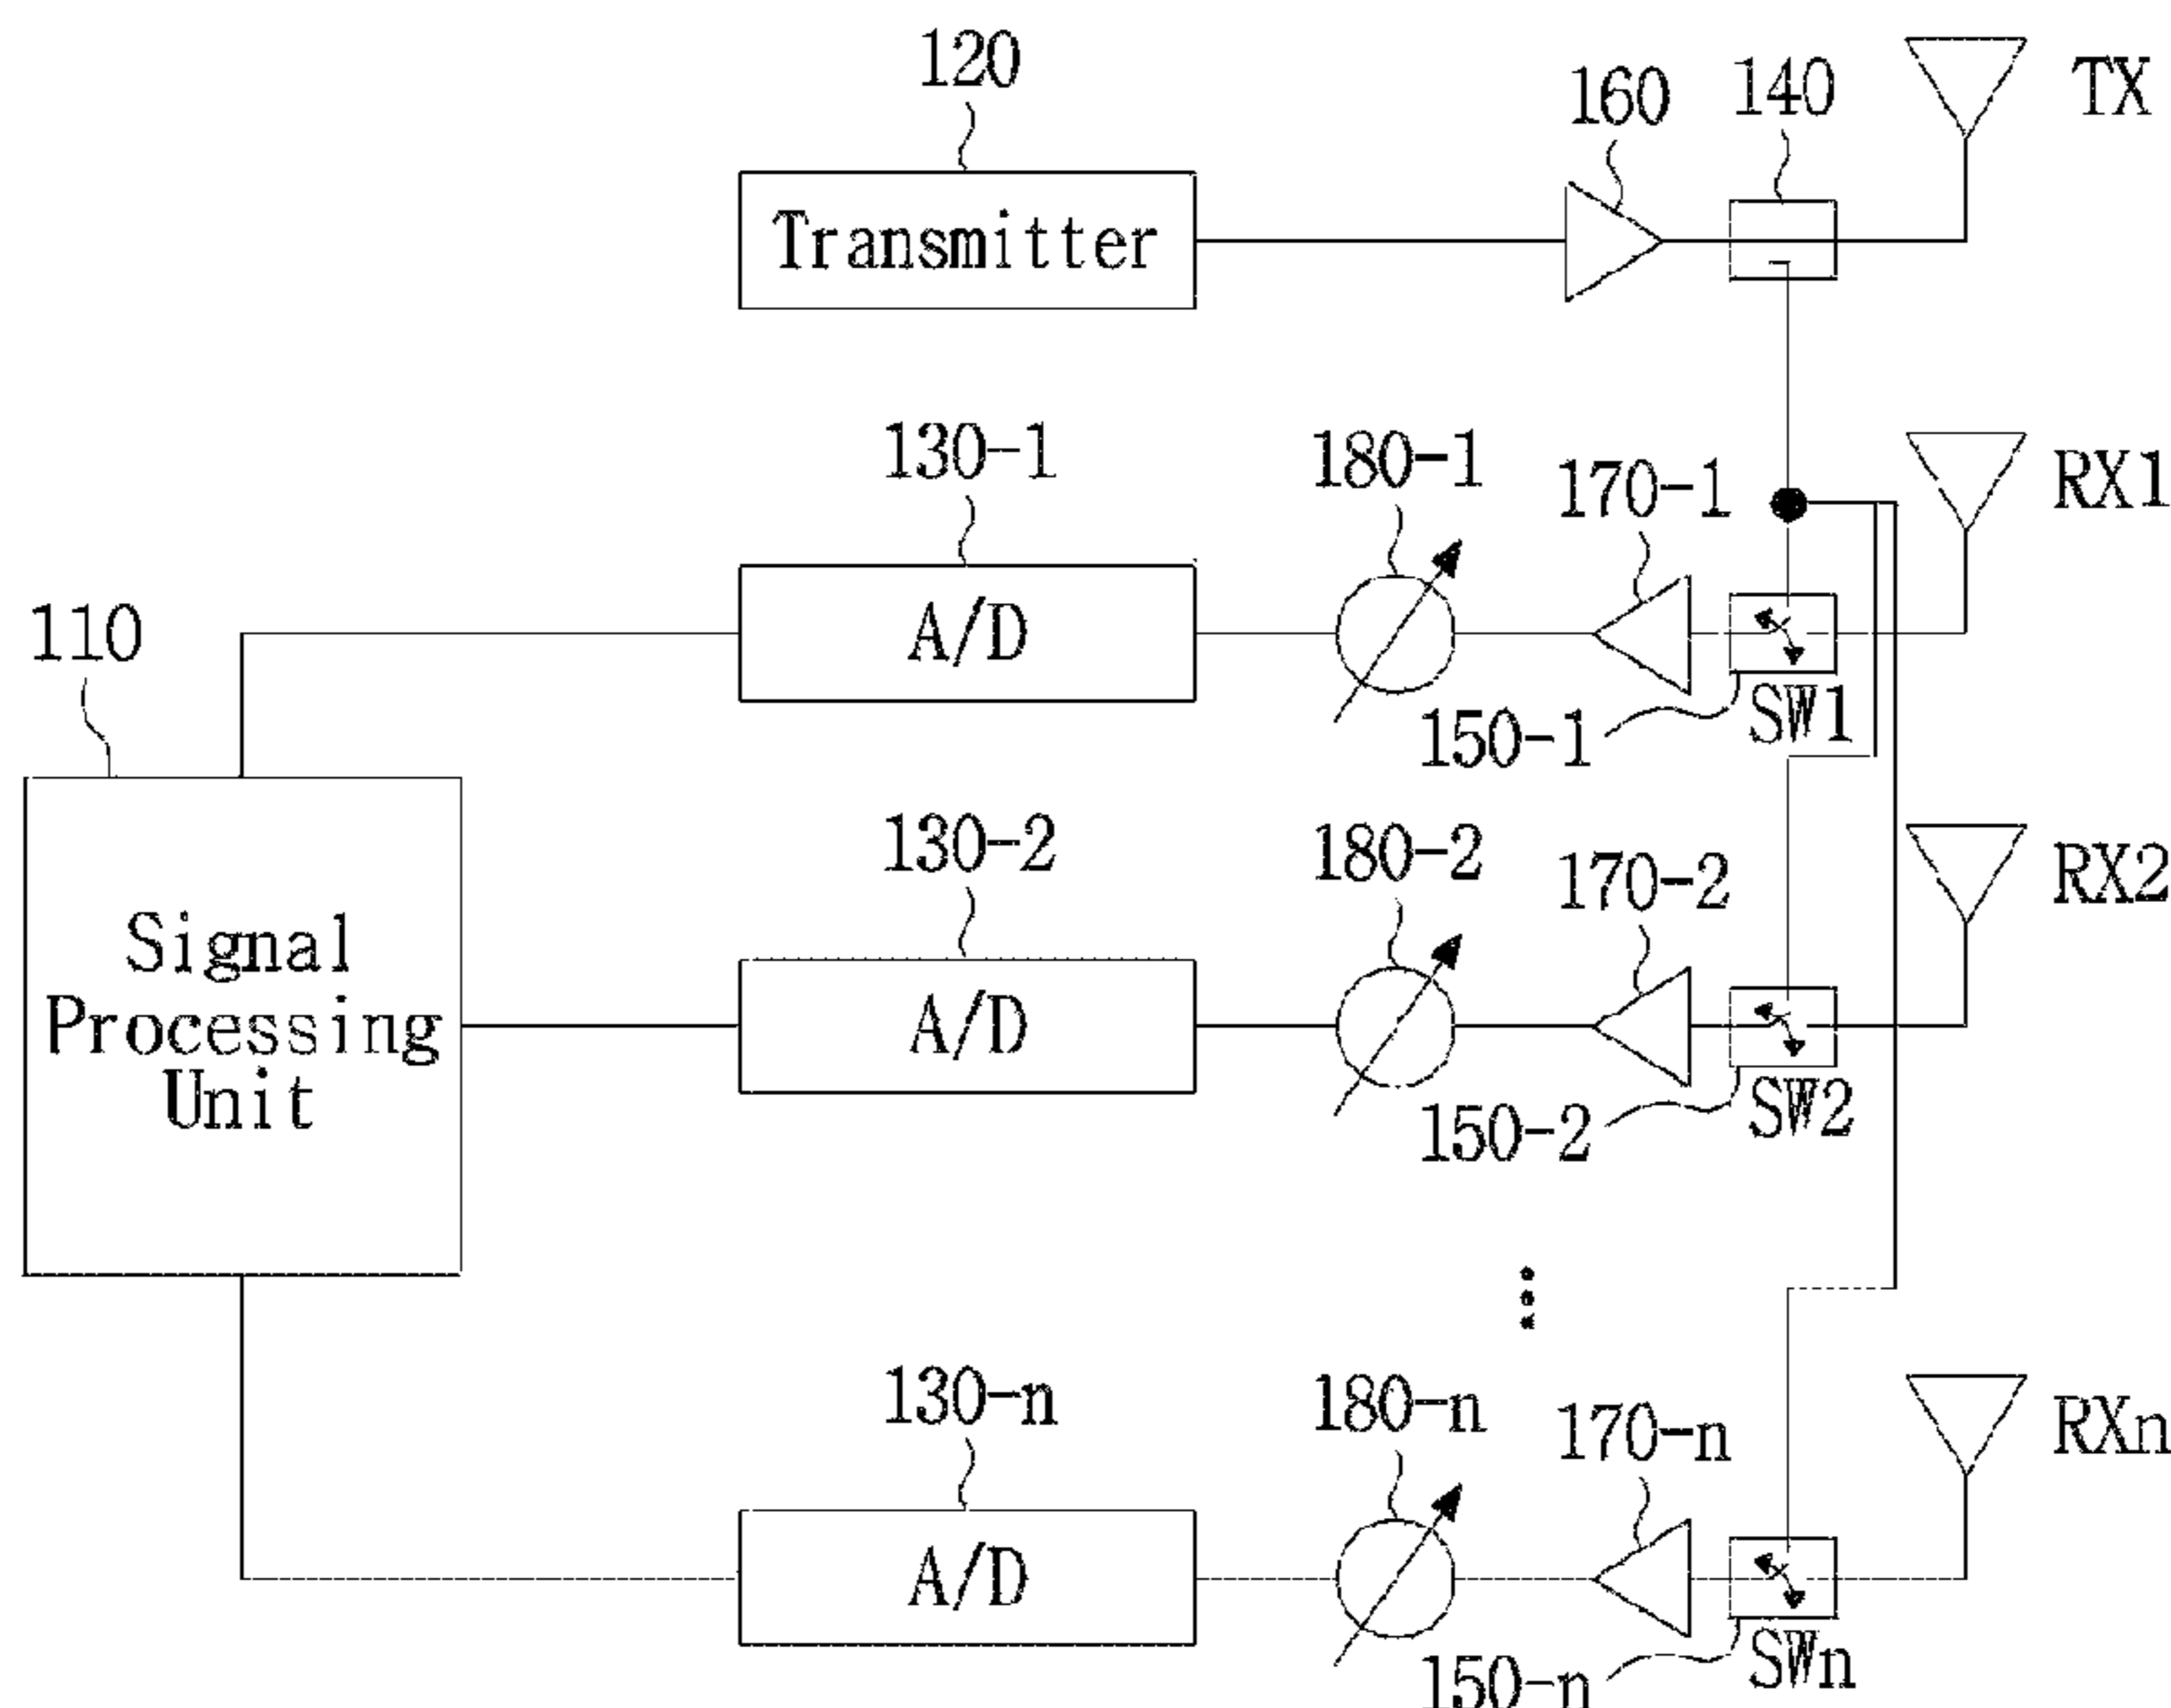 120
160
140
TX
Transmitter
130-1
180-1
170-1
RX1
110
A/D
150-1
SW1
130-2
180-2
170-2
RX2
Signal
Processing
Unit
A/D
150-2
SW2
130-n
180-n
170-n
RXn
A/D
150-n
SWn